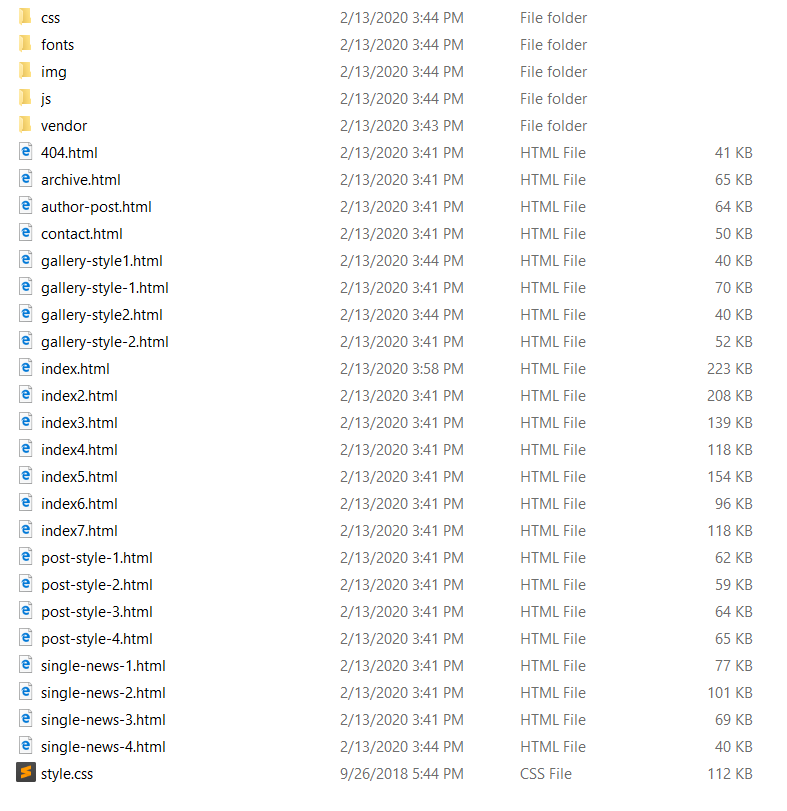 css 2/13/2020 3:44 PM File folder
fonts 2/13/2020 3:44 PM File folder
img 2/13/2020 3:44 PM File folder
js 2/13/2020 3:44 PM File folder
vendor 2/13/2020 3:43 PM File folder
404.html 2/13/2020 3:41 PM HTML File 41 KB
archive.html 2/13/2020 3:41 PM HTML File 65 KB
author-post.html 2/13/2020 3:41 PM HTML File 64 KB
contact.html 2/13/2020 3:41 PM HTML File 50 KB
gallery-style1.html 2/13/2020 3:44 PM HTML File 40 KB
gallery-style-1.html 2/13/2020 3:41 PM HTML File 70 KB
gallery-style2.html 2/13/2020 3:44 PM HTML File 40 KB
gallery-style-2.html 2/13/2020 3:41 PM HTML File 52 KB
index.html 2/13/2020 3:58 PM HTML File 223 KB
index2.html 2/13/2020 3:41 PM HTML File 208 KB
index3.html 2/13/2020 3:41 PM HTML File 139 KB
index4.html 2/13/2020 3:41 PM HTML File 118 KB
index5.html 2/13/2020 3:41 PM HTML File 154 KB
index6.html 2/13/2020 3:41 PM HTML File 96 KB
index7.html 2/13/2020 3:41 PM HTML File 118 KB
post-style-1.html 2/13/2020 3:41 PM HTML File 62 KB
post-style-2.html 2/13/2020 3:41 PM HTML File 59 KB
post-style-3.html 2/13/2020 3:41 PM HTML File 64 KB
post-style-4.html 2/13/2020 3:41 PM HTML File 65 KB
single-news-1.html 2/13/2020 3:41 PM HTML File 77 KB
single-news-2.html 2/13/2020 3:41 PM HTML File 101 KB
single-news-3.html 2/13/2020 3:41 PM HTML File 69 KB
single-news-4.html 2/13/2020 3:44 PM HTML File 40 KB
style.css 9/26/2018 5:44 PM CSS File 112 KB